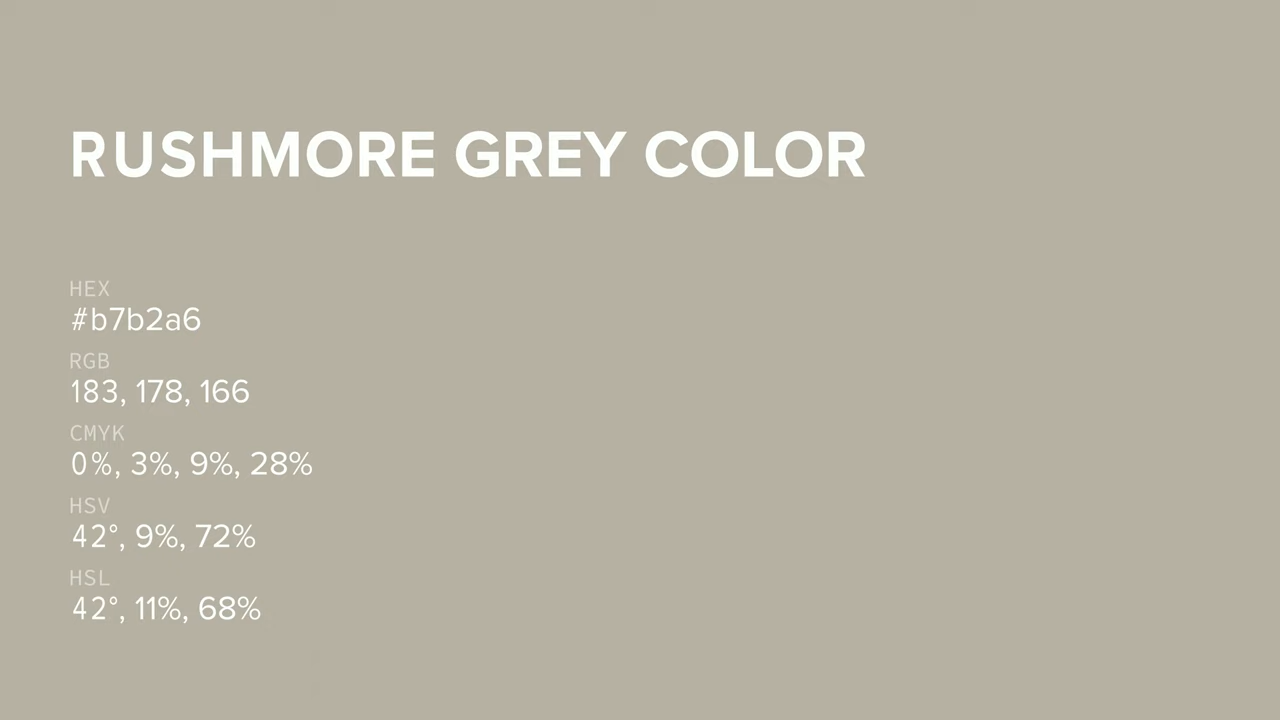 RUSHMORE GREY COLOR
HEX
#b7b2a6
RGB
183, 178, 166
CMYK
0%, 3%, 9%, 28%
HSV
42°, 9%, 72%
HSL
42°, 11%, 68%